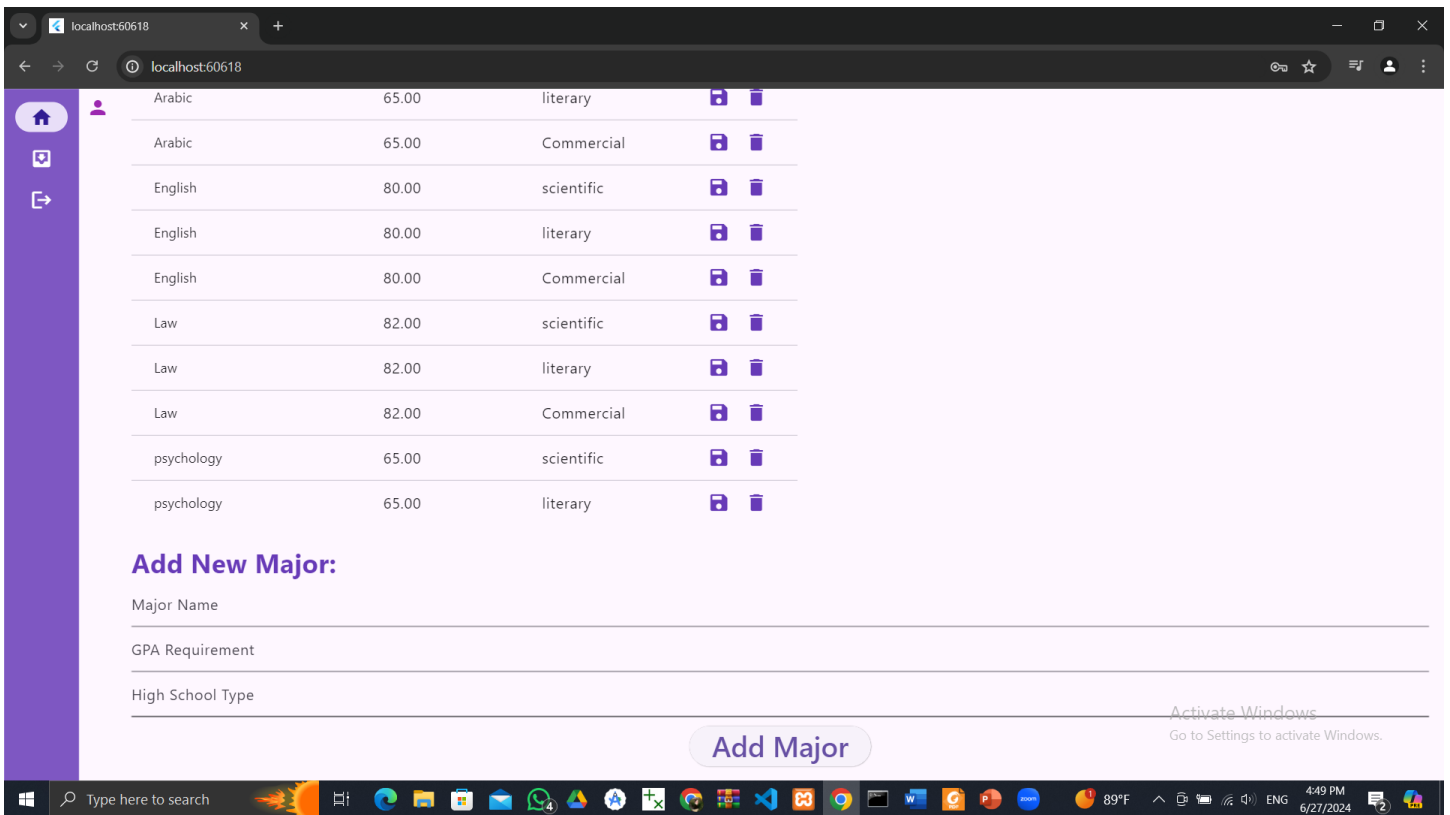 localhost:60618
localhost:60618
Arabic 65.00 literary
Arabic 65.00 Commercial
English 80.00 scientific
English 80.00 literary
English 80.00 Commercial
Law 82.00 scientific
Law 82.00 literary
Law 82.00 Commercial
psychology 65.00 scientific
psychology 65.00 literary
Add New Major:
Major Name
GPA Requirement
High School Type
Activate Windows
Go to Settings to activate Windows.
Add Major
Type here to search 4 zoom 1 89°F ENG 4:49 PM 2
6/27/2024